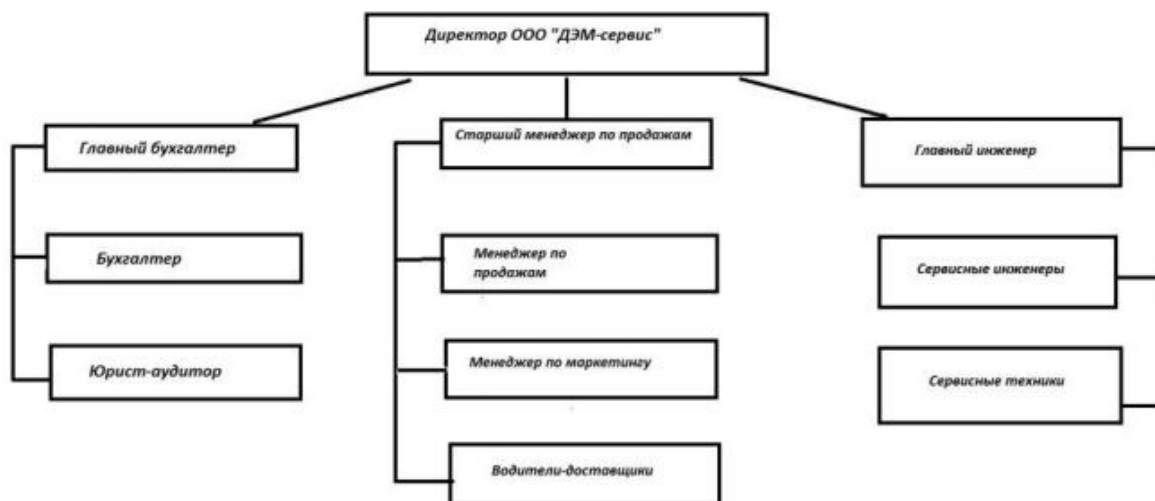 Директор ООО "ДЭМ-сервис"
Главный бухгалтер
Старший менеджер по продажам
Главный инженер
Бухгалтер
Менеджер по
продажам
Сервисные инженеры
Юрист-аудитор
Менеджер по маркетингу
Сервисные техники
Водители-доставщики